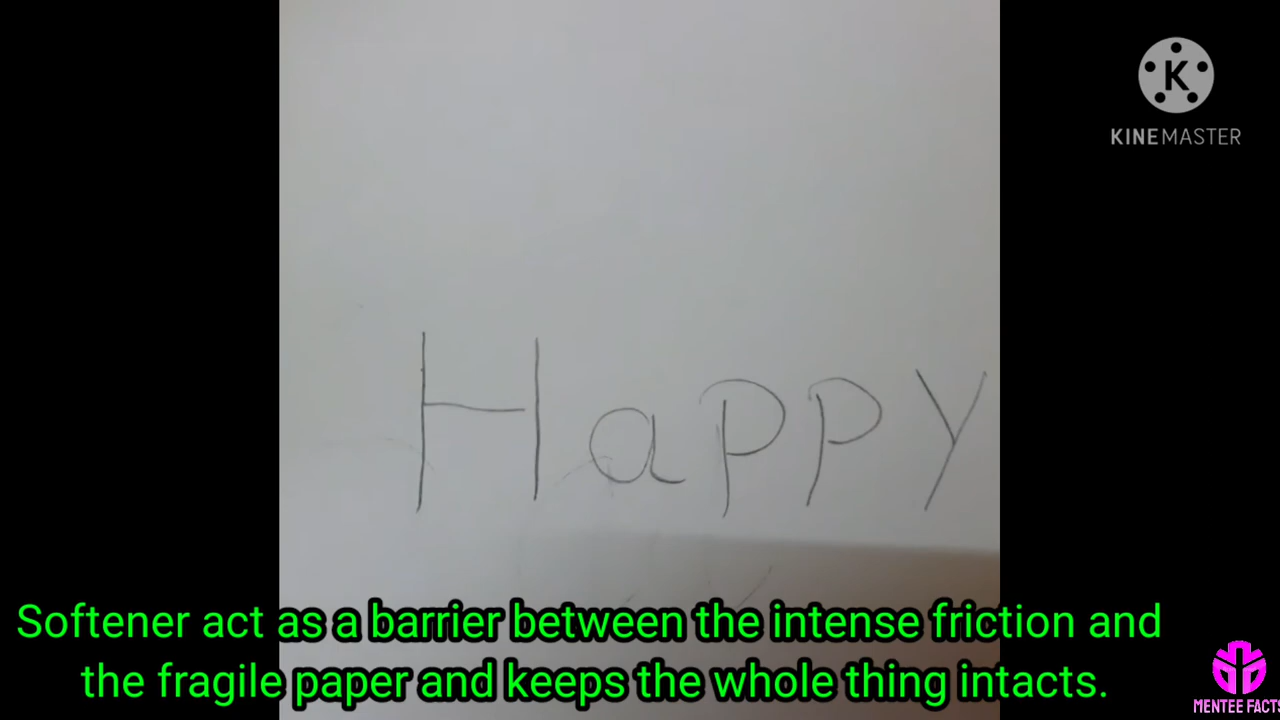 K
KINEMASTER
Happy
Softener act as a barrier between the intense friction and
the fragile paper and keeps the whole thing intacts.
MENTEE FACTS